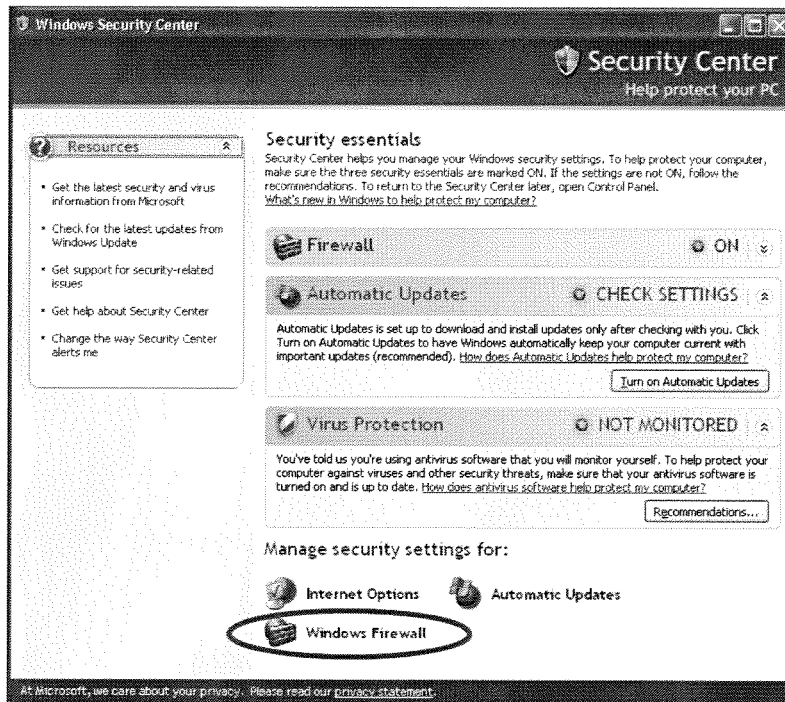 Windows Security Center
Security Center
Help protect your PC
Resources
• Get the latest security and virus
information from Microsoft
• Check for the latest updates from
Windows Update
• Get support for security-related
issues
• Get help about Security Center
• Change the way Security Center
alerts me
Security essentials
Security Center helps you manage your Windows security settings. To help protect your computer,
make sure the three security essentials are marked ON. If the settings are not ON, follow the
recommendations. To return to the Security Center later, open Control Panel.
What's new in Windows to help protect my computer?
Firewall ON
Automatic Updates CHECK SETTINGS
Automatic Updates is set up to download and install updates only after checking with you. Click
Turn on Automatic Updates to have Windows automatically keep your computer current with
important updates (recommended). How does Automatic Updates help protect my computer?
Turn on Automatic Updates
Virus Protection NOT MONITORED
You've told us you're using antivirus software that you will monitor yourself. To help protect your
computer against viruses and other security threats, make sure that your antivirus software is
turned on and is up to date. How does antivirus software help protect my computer?
Recommendations...
Manage security settings for:
Internet Options Automatic Updates
Windows Firewall
At Microsoft, we care about your privacy. Please read our privacy statement.